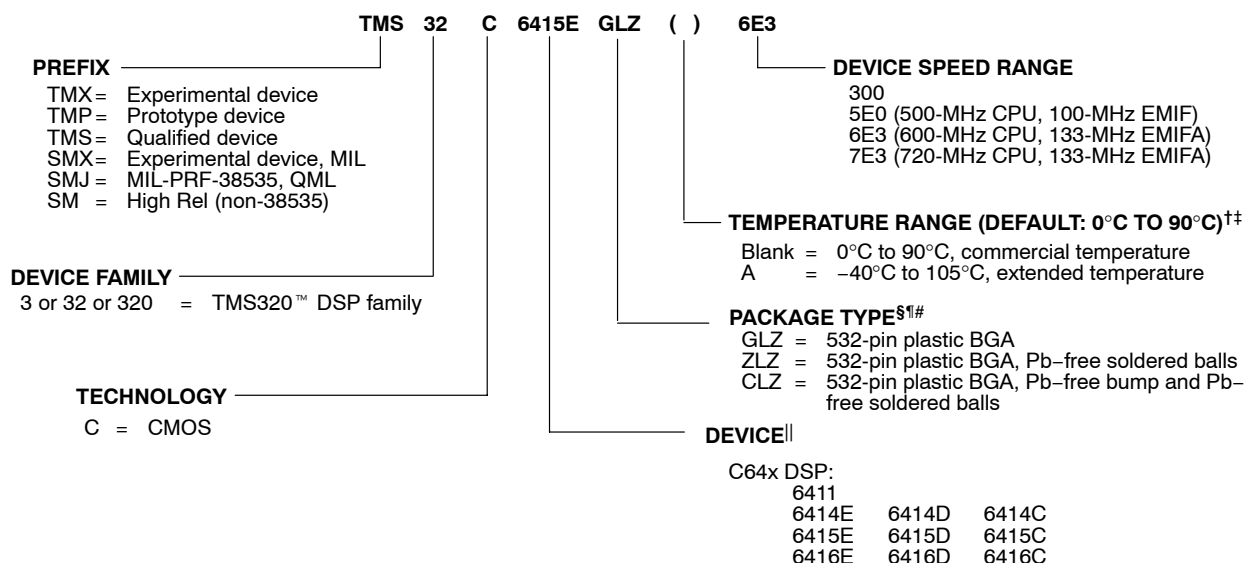 TMS 32 C 6415E GLZ ( ) 6E3
PREFIX
TMX= Experimental device
TMP= Prototype device
TMS= Qualified device
SMX= Experimental device, MIL
SMJ = MIL-PRF-38535, QML
SM = High Rel (non-38535)
DEVICE SPEED RANGE
300
5E0 (500-MHz CPU, 100-MHz EMIF)
6E3 (600-MHz CPU, 133-MHz EMIFA)
7E3 (720-MHz CPU, 133-MHz EMIFA)
TEMPERATURE RANGE (DEFAULT: 0°C TO 90°C)†‡
Blank = 0°C to 90°C, commercial temperature
A = −40°C to 105°C, extended temperature
DEVICE FAMILY
3 or 32 or 320 = TMS320™ DSP family
PACKAGE TYPE§¶#
GLZ = 532-pin plastic BGA
ZLZ = 532-pin plastic BGA, Pb−free soldered balls
CLZ = 532-pin plastic BGA, Pb−free bump and Pb−
free soldered balls
TECHNOLOGY
C = CMOS
DEVICE||
C64x DSP:
6411
6414E 6414D 6414C
6415E 6415D 6415C
6416E 6416D 6416C